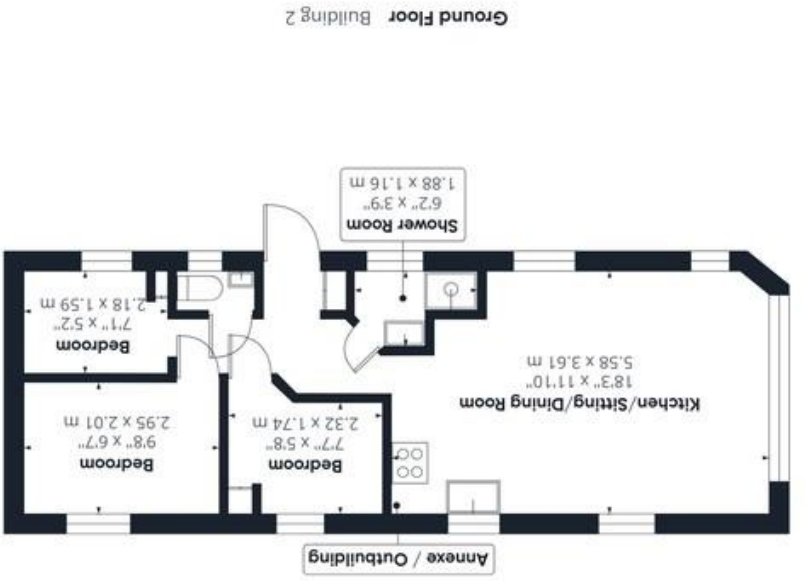 Annexe / Outbuilding
Kitchen/Sitting/Dining Room
18'3" x 11'10"
5.58 x 3.61 m
Bedroom
7'7" x 5'8"
2.32 x 1.74 m
Bedroom
9'8" x 6'7"
2.95 x 2.01 m
Bedroom
7'1" x 5'2"
2.18 x 1.59 m
Shower Room
6'2" x 3'9"
1.88 x 1.16 m
Ground Floor Building 2